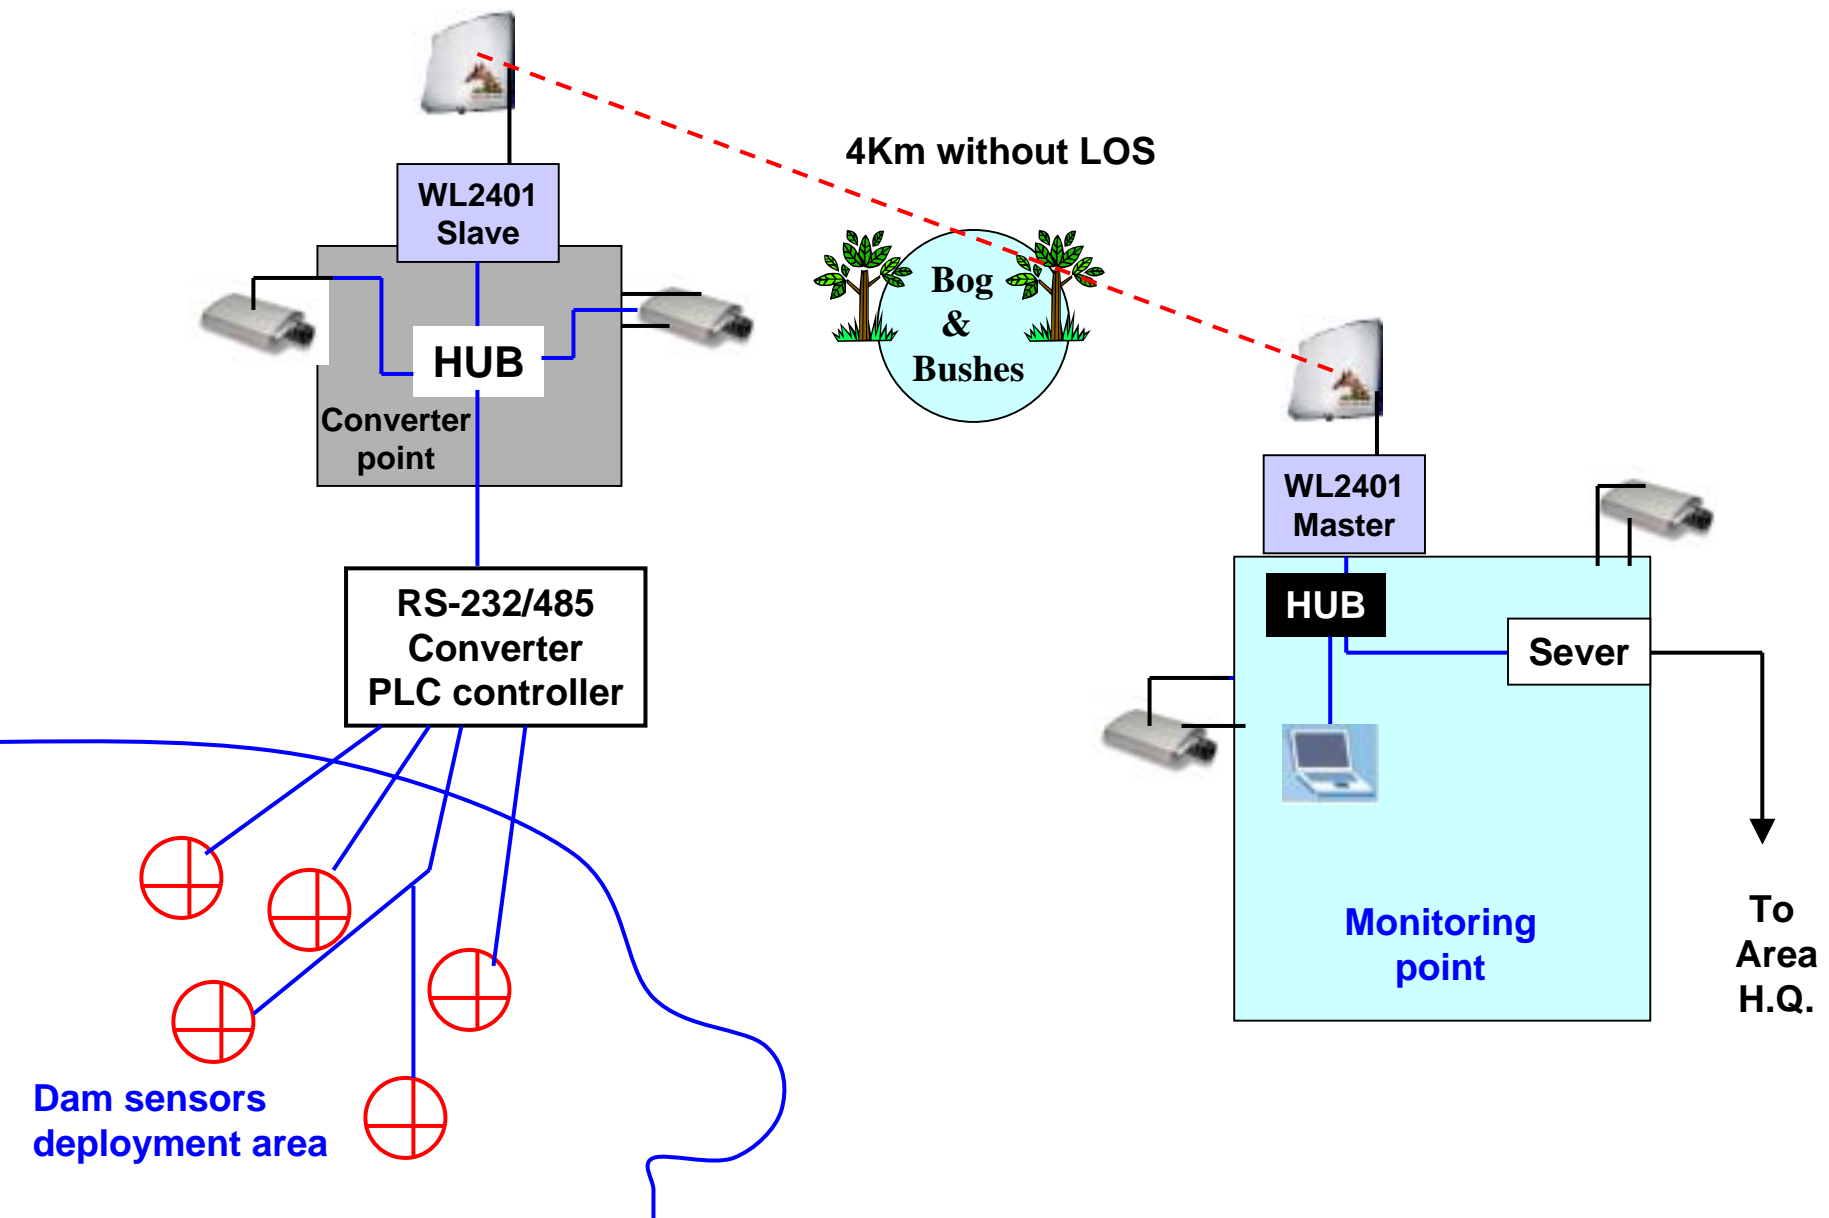 4Km without LOS
WL2401
Slave
HUB
Converter
point
Bog
&
Bushes
WL2401
Master
HUB
Sever
RS-232/485
Converter
PLC controller
Monitoring
point
To
Area
H.Q.
Dam sensors
deployment area